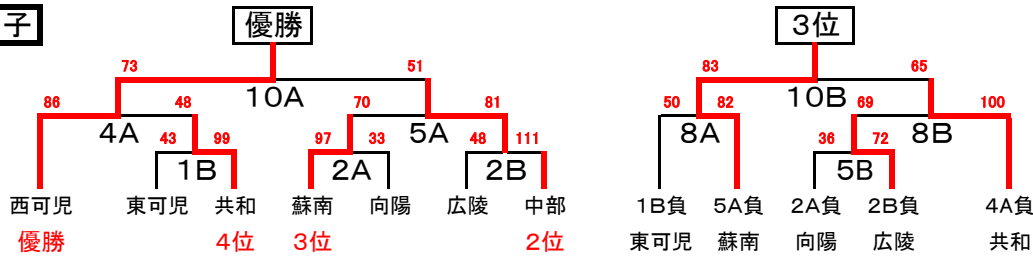 子 優勝 3位
73 51 83 65
10A 10B
86 48 70 81 50 82 69 100
4A 5A 8A 8B
43 99 97 33 48 111 36 72
1B 2A 2B 5B
西可児 東可児 共和 蘇南 向陽 広陵 中部 1B負 5A負 2A負 2B負 4A負
優勝 4位 3位 2位 東可児 蘇南 向陽 広陵 共和